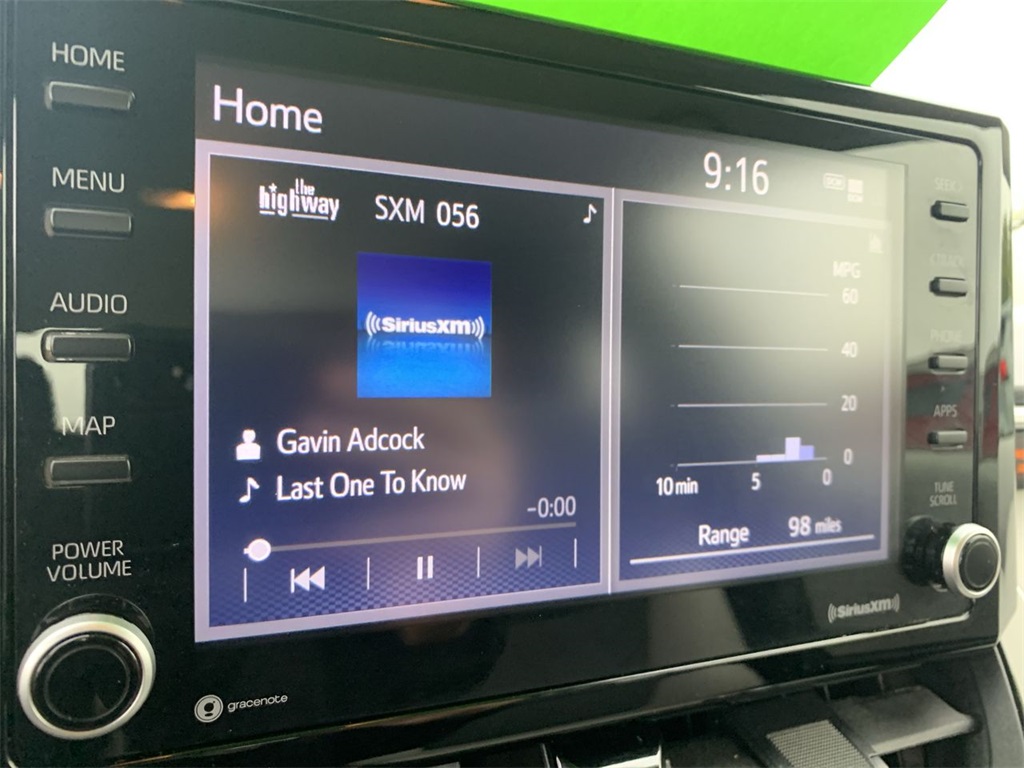 HOME
MENU
AUDIO
MAP
POWER
VOLUME
Home
9:16
the
highway
SXM 056
((SiriusXM))
Gavin Adcock
Last One To Know
-0:00
MPG
60
40
20
0
10 min 5 0
Range 98 miles
SEEK >
< TRACK
PHONE
APPS
TUNE
SCROLL
((SiriusXM))
gracenote